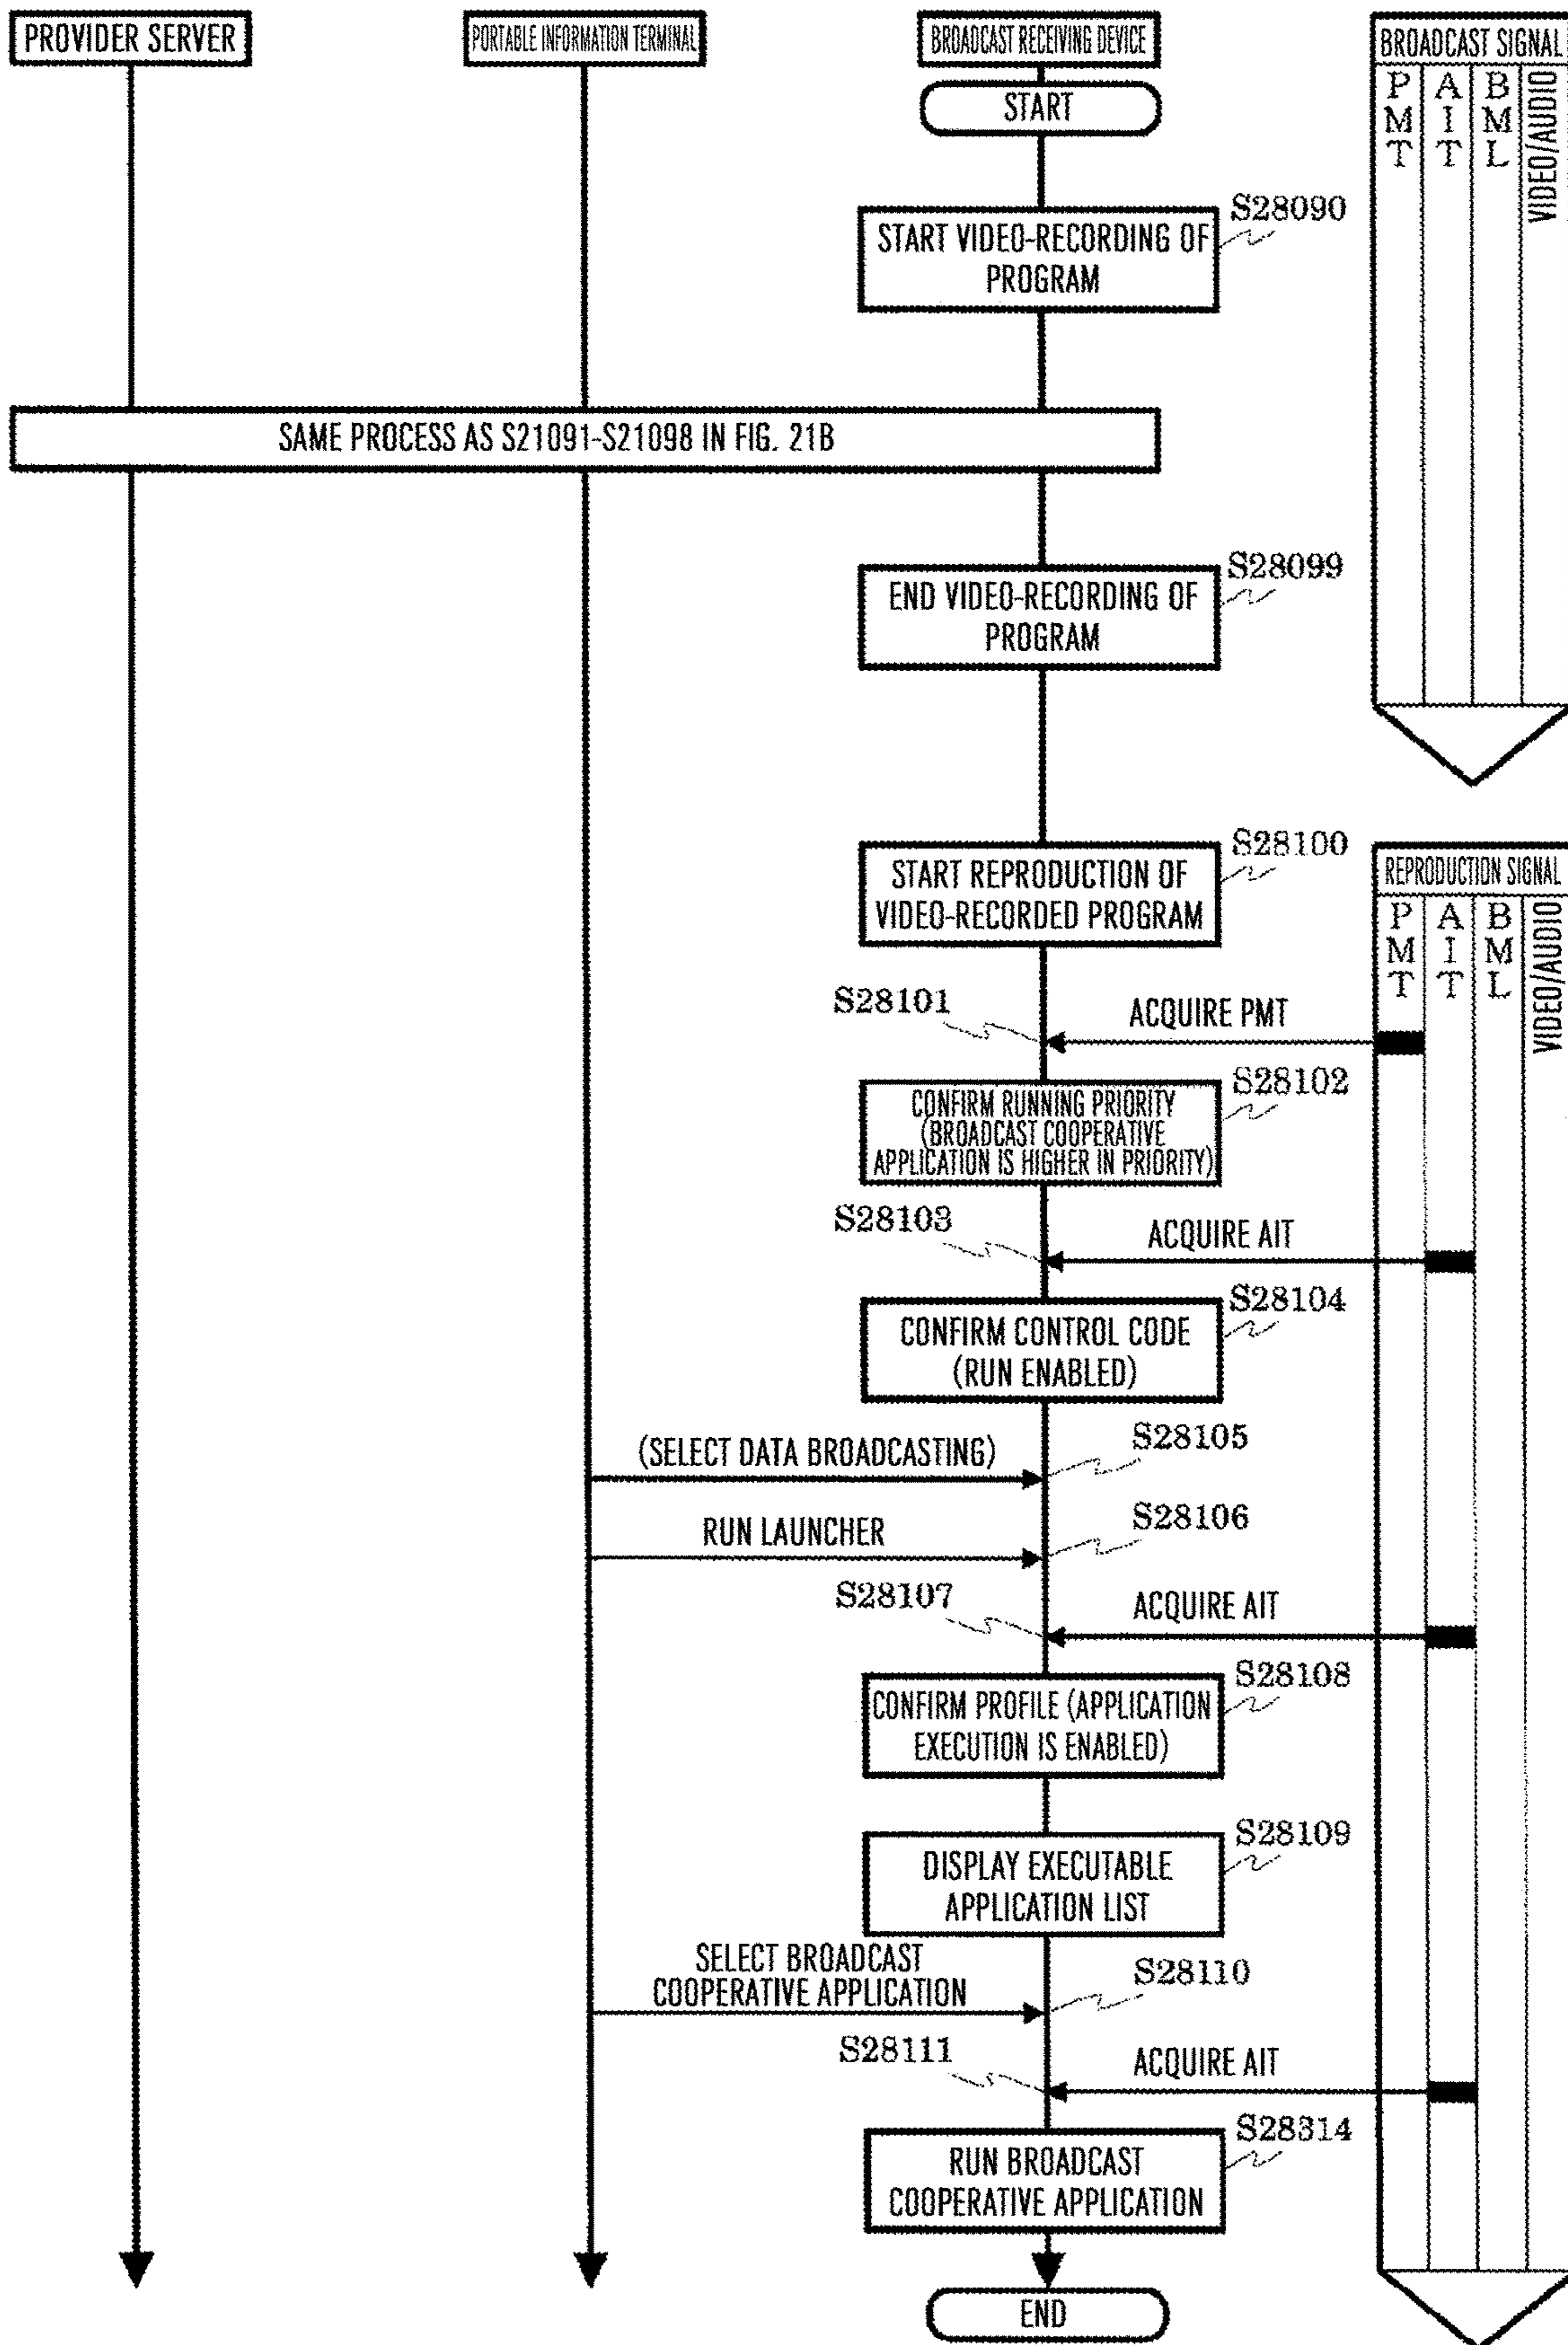 PROVIDER SERVER
PORTABLE INFORMATION TERMINAL
BROADCAST RECEIVING DEVICE
BROADCAST SIGNAL
PMT
AIT
BML
VIDEO/AUDIO
START
S28090
START VIDEO-RECORDING OF
PROGRAM
SAME PROCESS AS S21091-S21098 IN FIG. 21B
S28099
END VIDEO-RECORDING OF
PROGRAM
S28100
START REPRODUCTION OF
VIDEO-RECORDED PROGRAM
REPRODUCTION SIGNAL
PMT
AIT
BML
VIDEO/AUDIO
S28101
ACQUIRE PMT
S28102
CONFIRM RUNNING PRIORITY
(BROADCAST COOPERATIVE
APPLICATION IS HIGHER IN PRIORITY)
S28103
ACQUIRE AIT
S28104
CONFIRM CONTROL CODE
(RUN ENABLED)
(SELECT DATA BROADCASTING)
S28105
RUN LAUNCHER
S28106
S28107
ACQUIRE AIT
S28108
CONFIRM PROFILE (APPLICATION
EXECUTION IS ENABLED)
S28109
DISPLAY EXECUTABLE
APPLICATION LIST
SELECT BROADCAST
COOPERATIVE APPLICATION
S28110
S28111
ACQUIRE AIT
S28314
RUN BROADCAST
COOPERATIVE APPLICATION
END